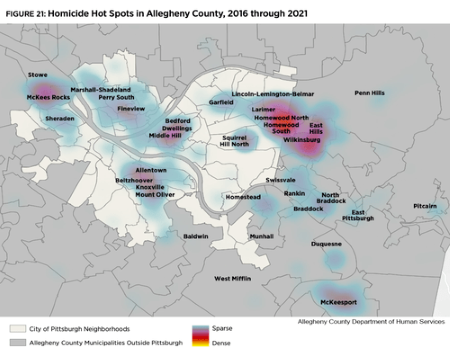 FIGURE 21: Homicide Hot Spots in Allegheny County, 2016 through 2021
Stowe
McKees Rocks
Marshall-Shadeland
Perry South
Fineview
Sheraden
Bedford
Dwellings
Middle Hill
Garfield
Lincoln-Lemington-Belmar
Larimer
Homewood North
Homewood
South
East
Hills
Wilkinsburg
Penn Hills
Squirrel
Hill North
Allentown
Beltzhoover
Knoxville
Mount Oliver
Swissvale
Rankin
Homestead
Braddock
North
Braddock
East
Pittsburgh
Pitcairn
Baldwin
Munhall
Duquesne
West Mifflin
McKeesport
Allegheny County Department of Human Services
City of Pittsburgh Neighborhoods
Allegheny County Municipalities Outside Pittsburgh
Sparse
Dense